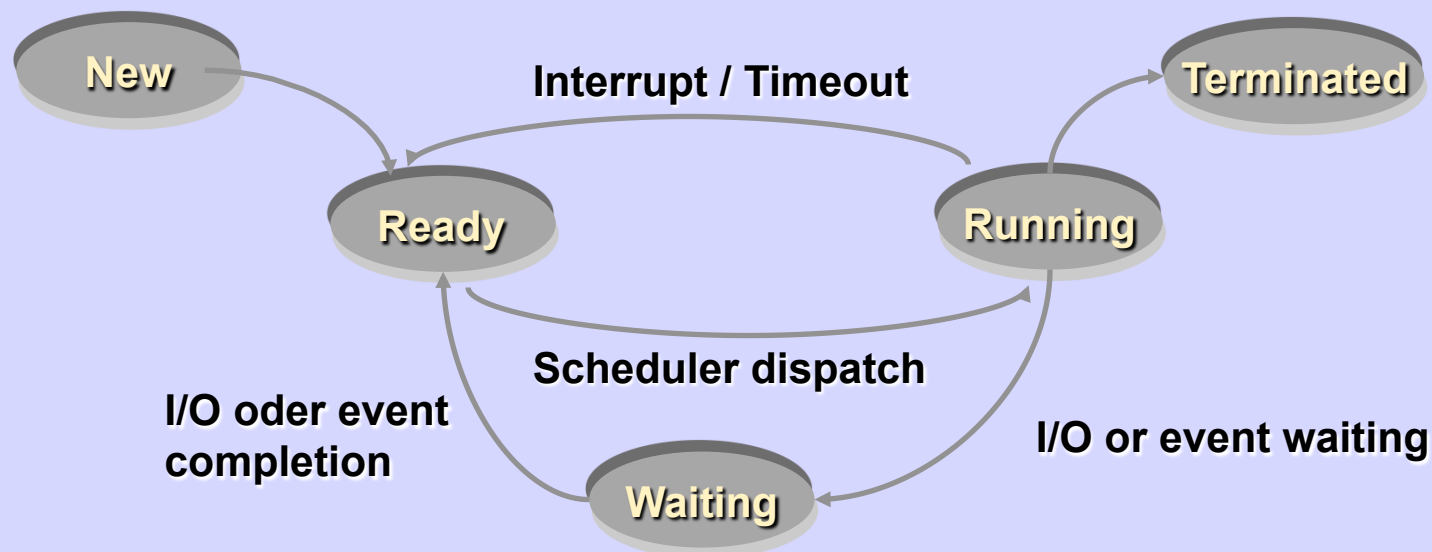 New
Interrupt / Timeout
Terminated
Ready
Running
Scheduler dispatch
I/O oder event
completion
I/O or event waiting
Waiting